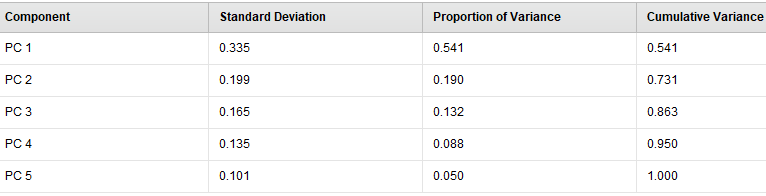 Component Standard Deviation Proportion of Variance Cumulative Variance
PC 1 0.335 0.541 0.541
PC 2 0.199 0.190 0.731
PC 3 0.165 0.132 0.863
PC 4 0.135 0.088 0.950
PC 5 0.101 0.050 1.000